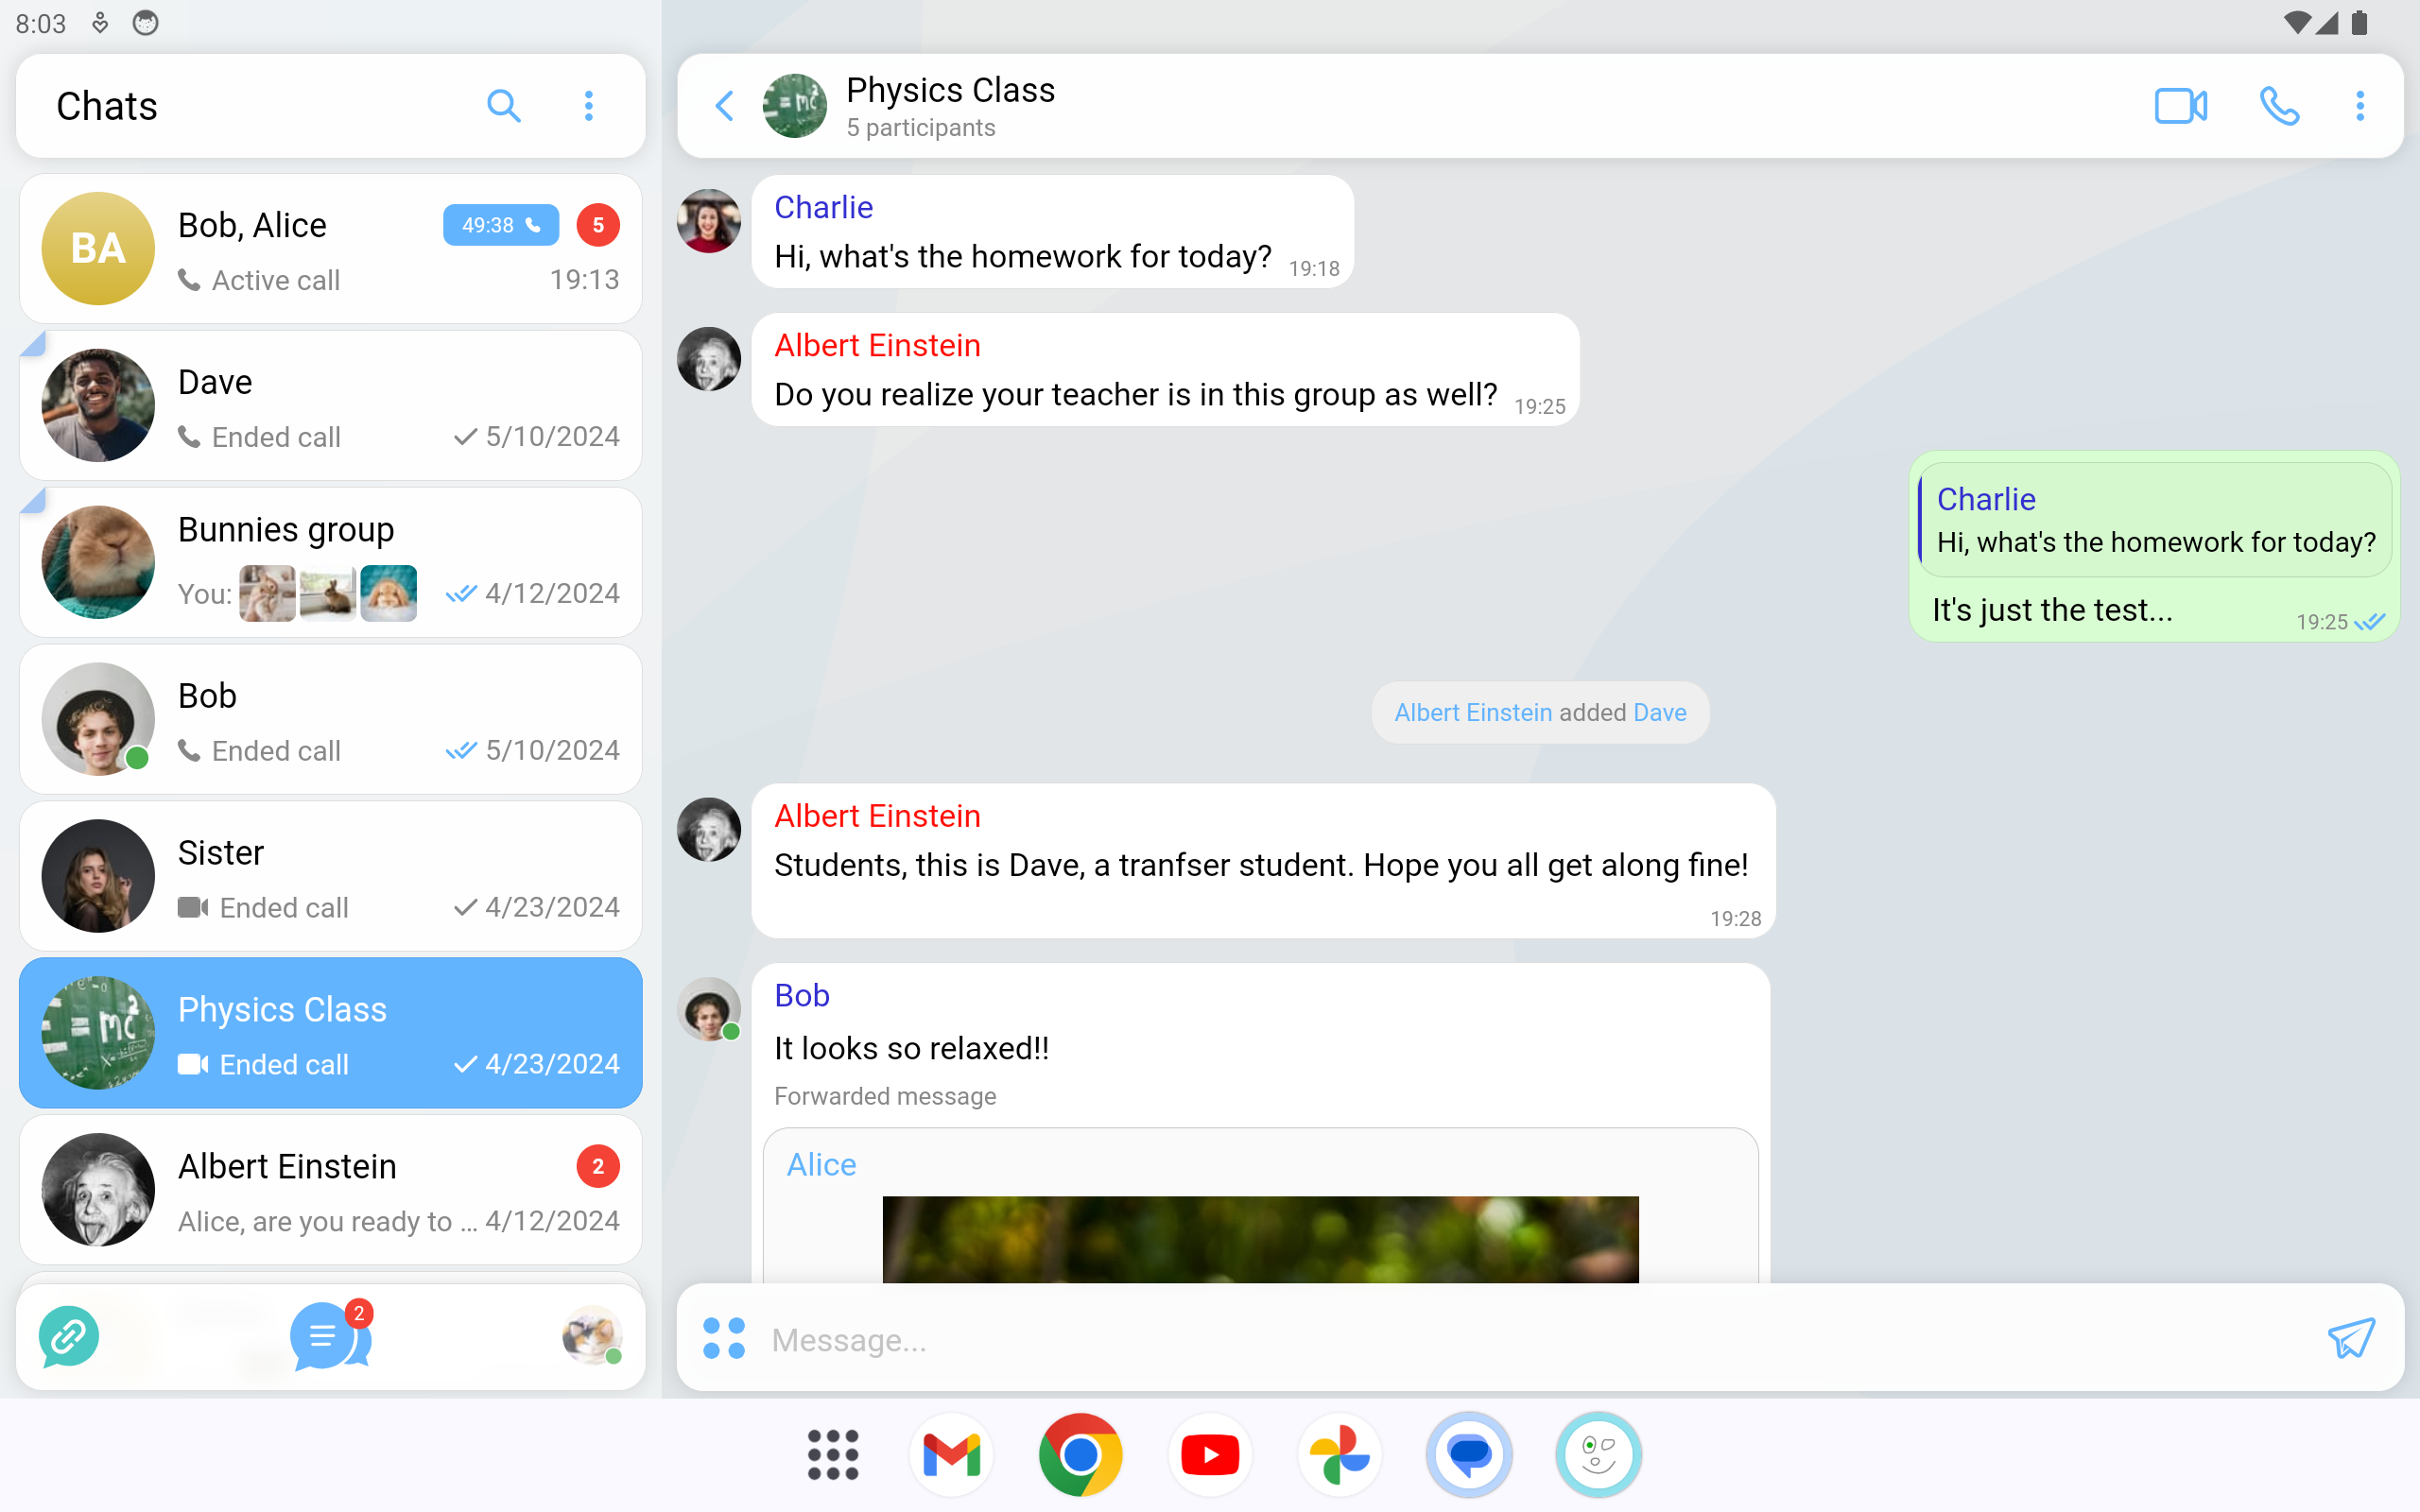 8:03
Chats
BA
Bob, Alice
49:38
5
Active call
19:13
Dave
Ended call
5/10/2024
Bunnies group
You:
4/12/2024
Bob
Ended call
5/10/2024
Sister
Ended call
4/23/2024
= mc²
Physics Class
Ended call
4/23/2024
Albert Einstein
2
Alice, are you ready to ...
4/12/2024
2
= mc²
Physics Class
5 participants
Charlie
Hi, what's the homework for today?
19:18
Albert Einstein
Do you realize your teacher is in this group as well?
19:25
Charlie
Hi, what's the homework for today?
It's just the test...
19:25
Albert Einstein added Dave
Albert Einstein
Students, this is Dave, a tranfser student. Hope you all get along fine!
19:28
Bob
It looks so relaxed!!
Forwarded message
Alice
Message...